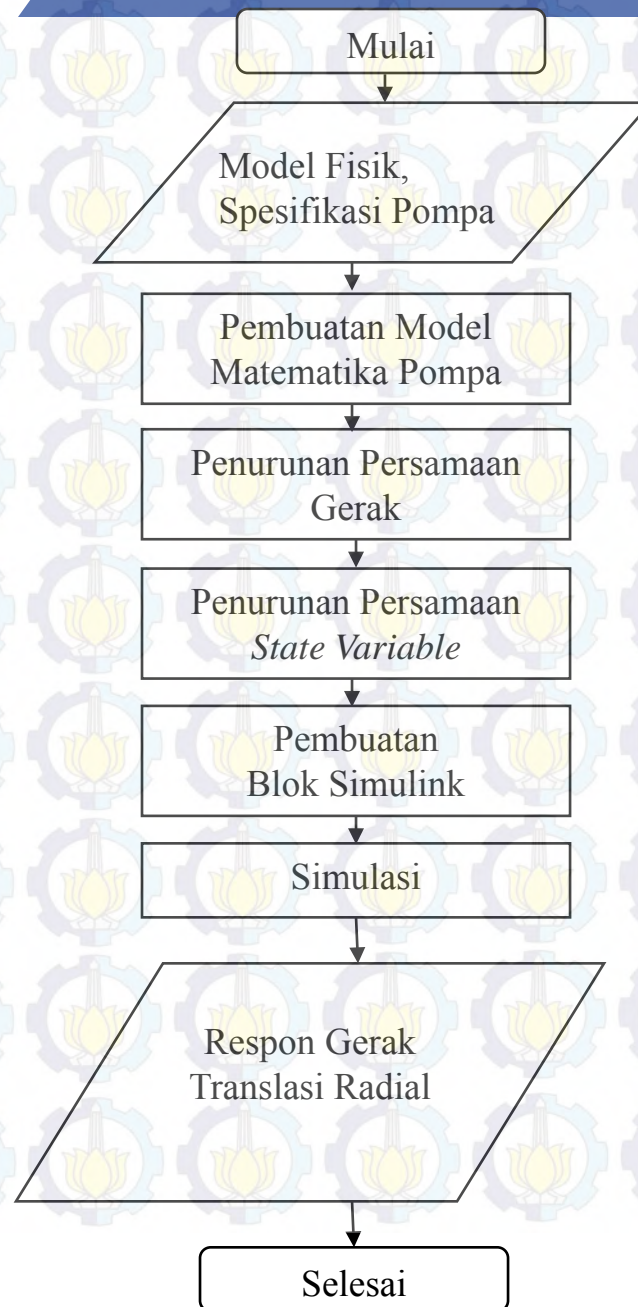 Mulai
Model Fisik,
Spesifikasi Pompa
Pembuatan Model
Matematika Pompa
Penurunan Persamaan
Gerak
Penurunan Persamaan
State Variable
Pembuatan
Blok Simulink
Simulasi
Respon Gerak
Translasi Radial
Selesai